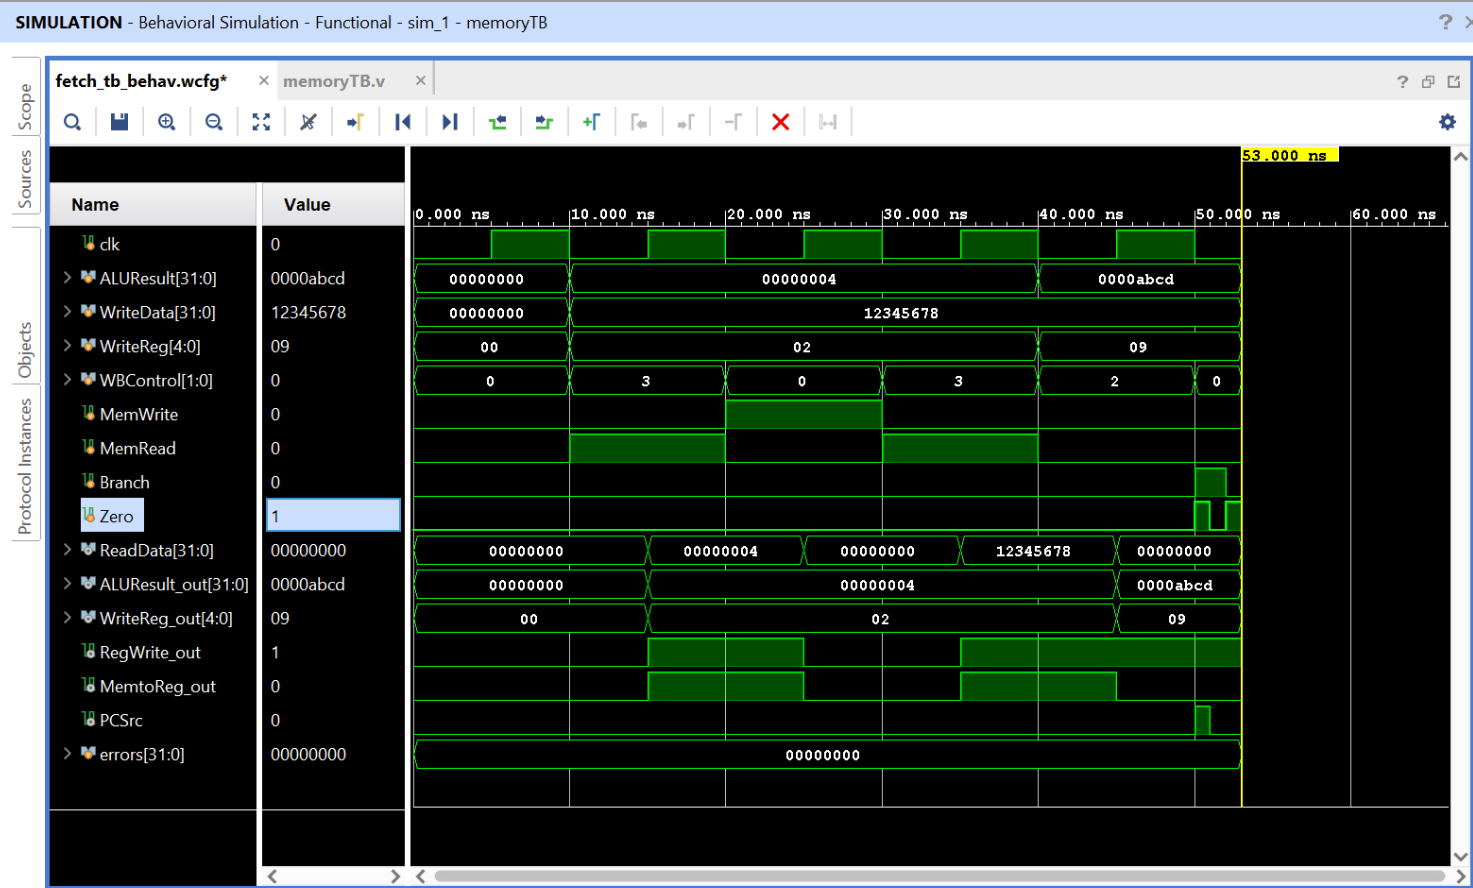 SIMULATION - Behavioral Simulation - Functional - sim_1 - memoryTB ?
Scope
Sources
Objects
Protocol Instances
fetch_tb_behav.wcfg* × memoryTB.v × ?
53.000 ns
Name Value
0.000 ns 10.000 ns 20.000 ns 30.000 ns 40.000 ns 50.000 ns 60.000 ns
clk 0
ALUResult[31:0] 0000abcd 00000000 00000004 0000abcd
WriteData[31:0] 12345678 00000000 12345678
WriteReg[4:0] 09 00 02 09
WBControl[1:0] 0 0 3 0 3 2 0
MemWrite 0
MemRead 0
Branch 0
Zero 1
ReadData[31:0] 00000000 00000000 00000004 00000000 12345678 00000000
ALUResult_out[31:0] 0000abcd 00000000 00000004 0000abcd
WriteReg_out[4:0] 09 00 02 09
RegWrite_out 1
MemtoReg_out 0
PCSrc 0
errors[31:0] 00000000 00000000